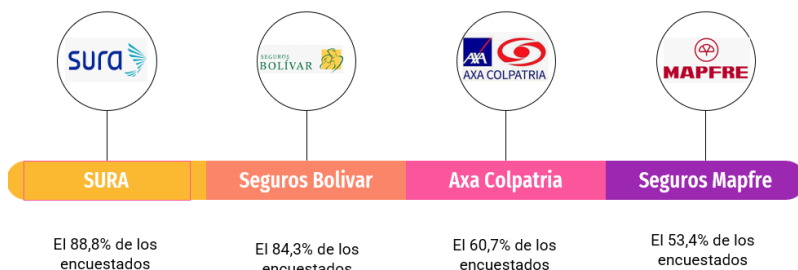 sura
SEGUROS
BOLÍVAR
AXA
AXA COLPATRIA
MAPFRE
SURA
Seguros Bolivar
Axa Colpatria
Seguros Mapfre
El 88,8% de los
encuestados
El 84,3% de los
encuestados
El 60,7% de los
encuestados
El 53,4% de los
encuestados